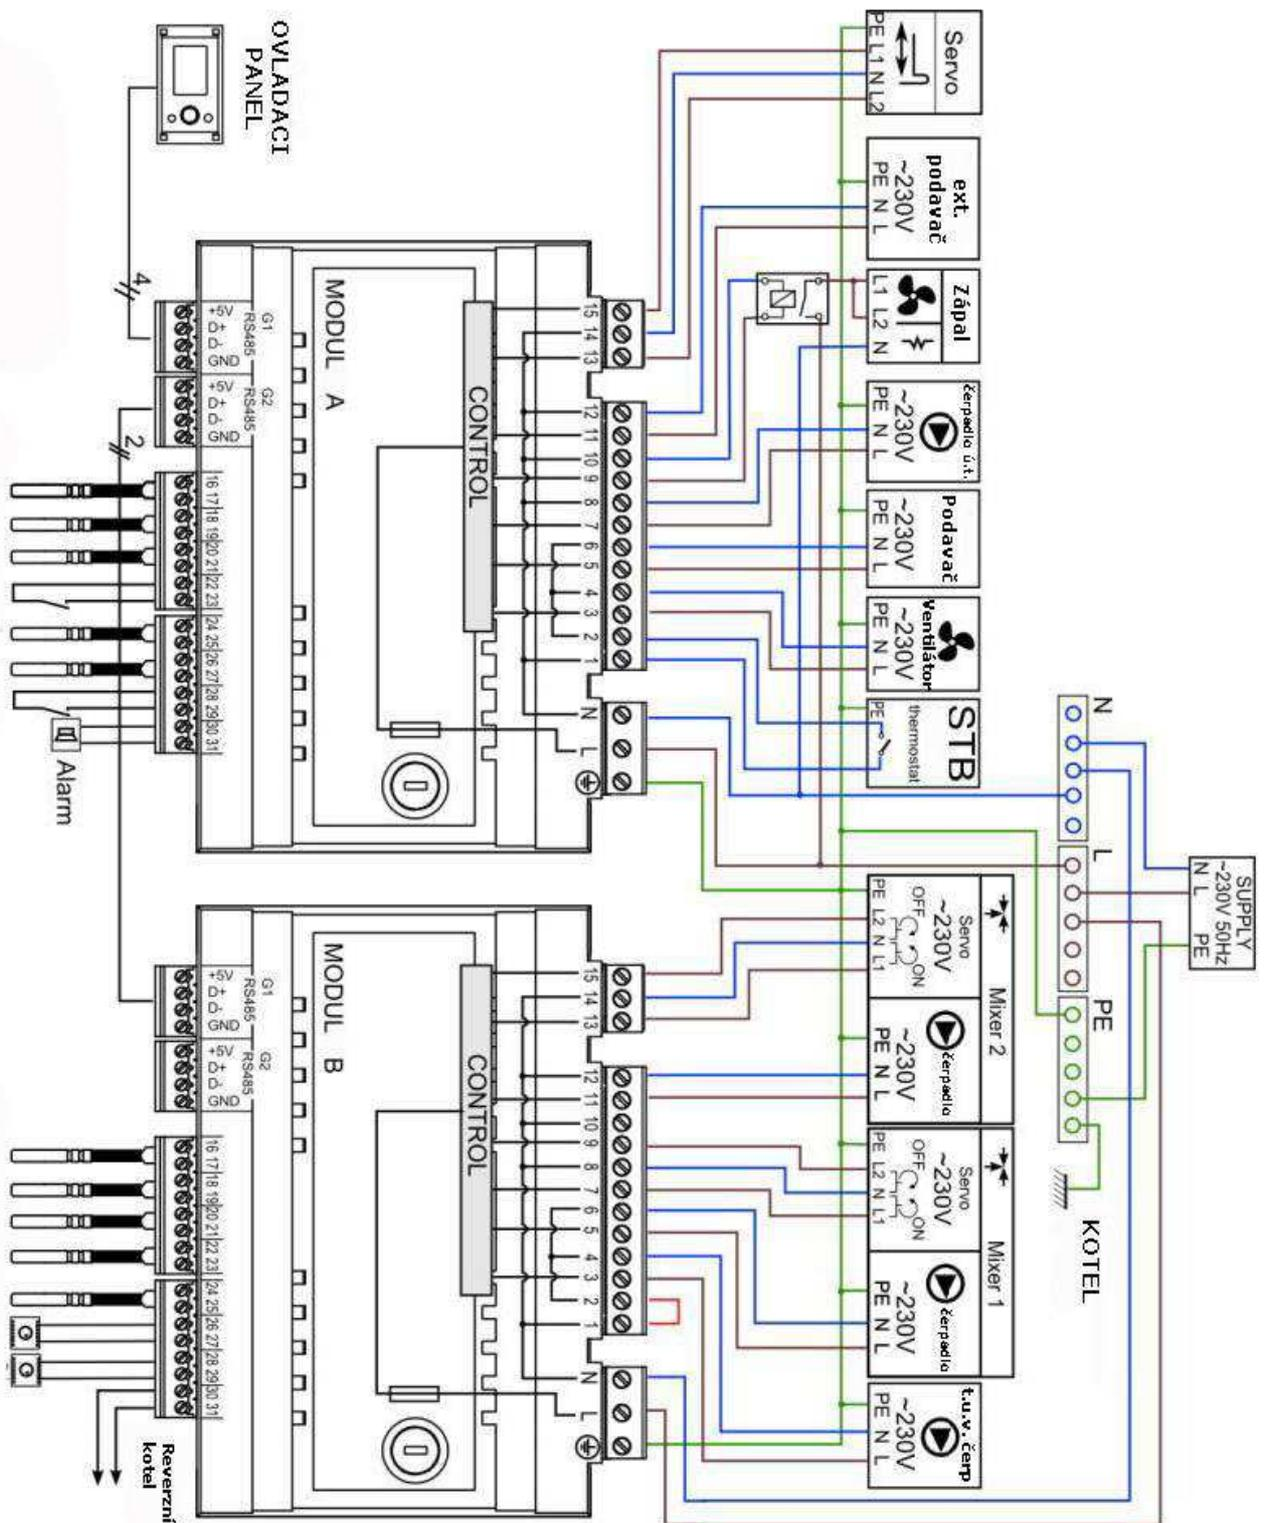 SUPPLY
~230V 50Hz
N L PE
N
L
PE
KOTEL
Servo
PE L1 N L2
ext.
podavač
~230V
PE N L
Zápal
L1 L2 N
čerpadlo ú.t.
~230V
PE N L
Podavač
~230V
PE N L
Ventilátor
~230V
PE N L
STB
thermostat
PE
Mixer 2
Servo
~230V
OFF ON
PE L2 N L1
čerpadlo
~230V
PE N L
Mixer 1
Servo
~230V
OFF ON
PE L2 N L1
čerpadlo
~230V
PE N L
t.u.v. čerp
~230V
PE N L
15 14 13
12 11 10 9 8 7 6 5 4 3 2 1
N L
CONTROL
MODUL A
15 14 13
12 11 10 9 8 7 6 5 4 3 2 1
N L
CONTROL
MODUL B
OVLADACI
PANEL
G1
RS485
+5V D+ D- GND
G2
RS485
+5V D+ D- GND
16 17 18 19 20 21 22 23
24 25 26 27 28 29 30 31
G1
RS485
+5V D+ D- GND
G2
RS485
+5V D+ D- GND
16 17 18 19 20 21 22 23
24 25 26 27 28 29 30 31
4
2
Alarm
Reverzní
kotel